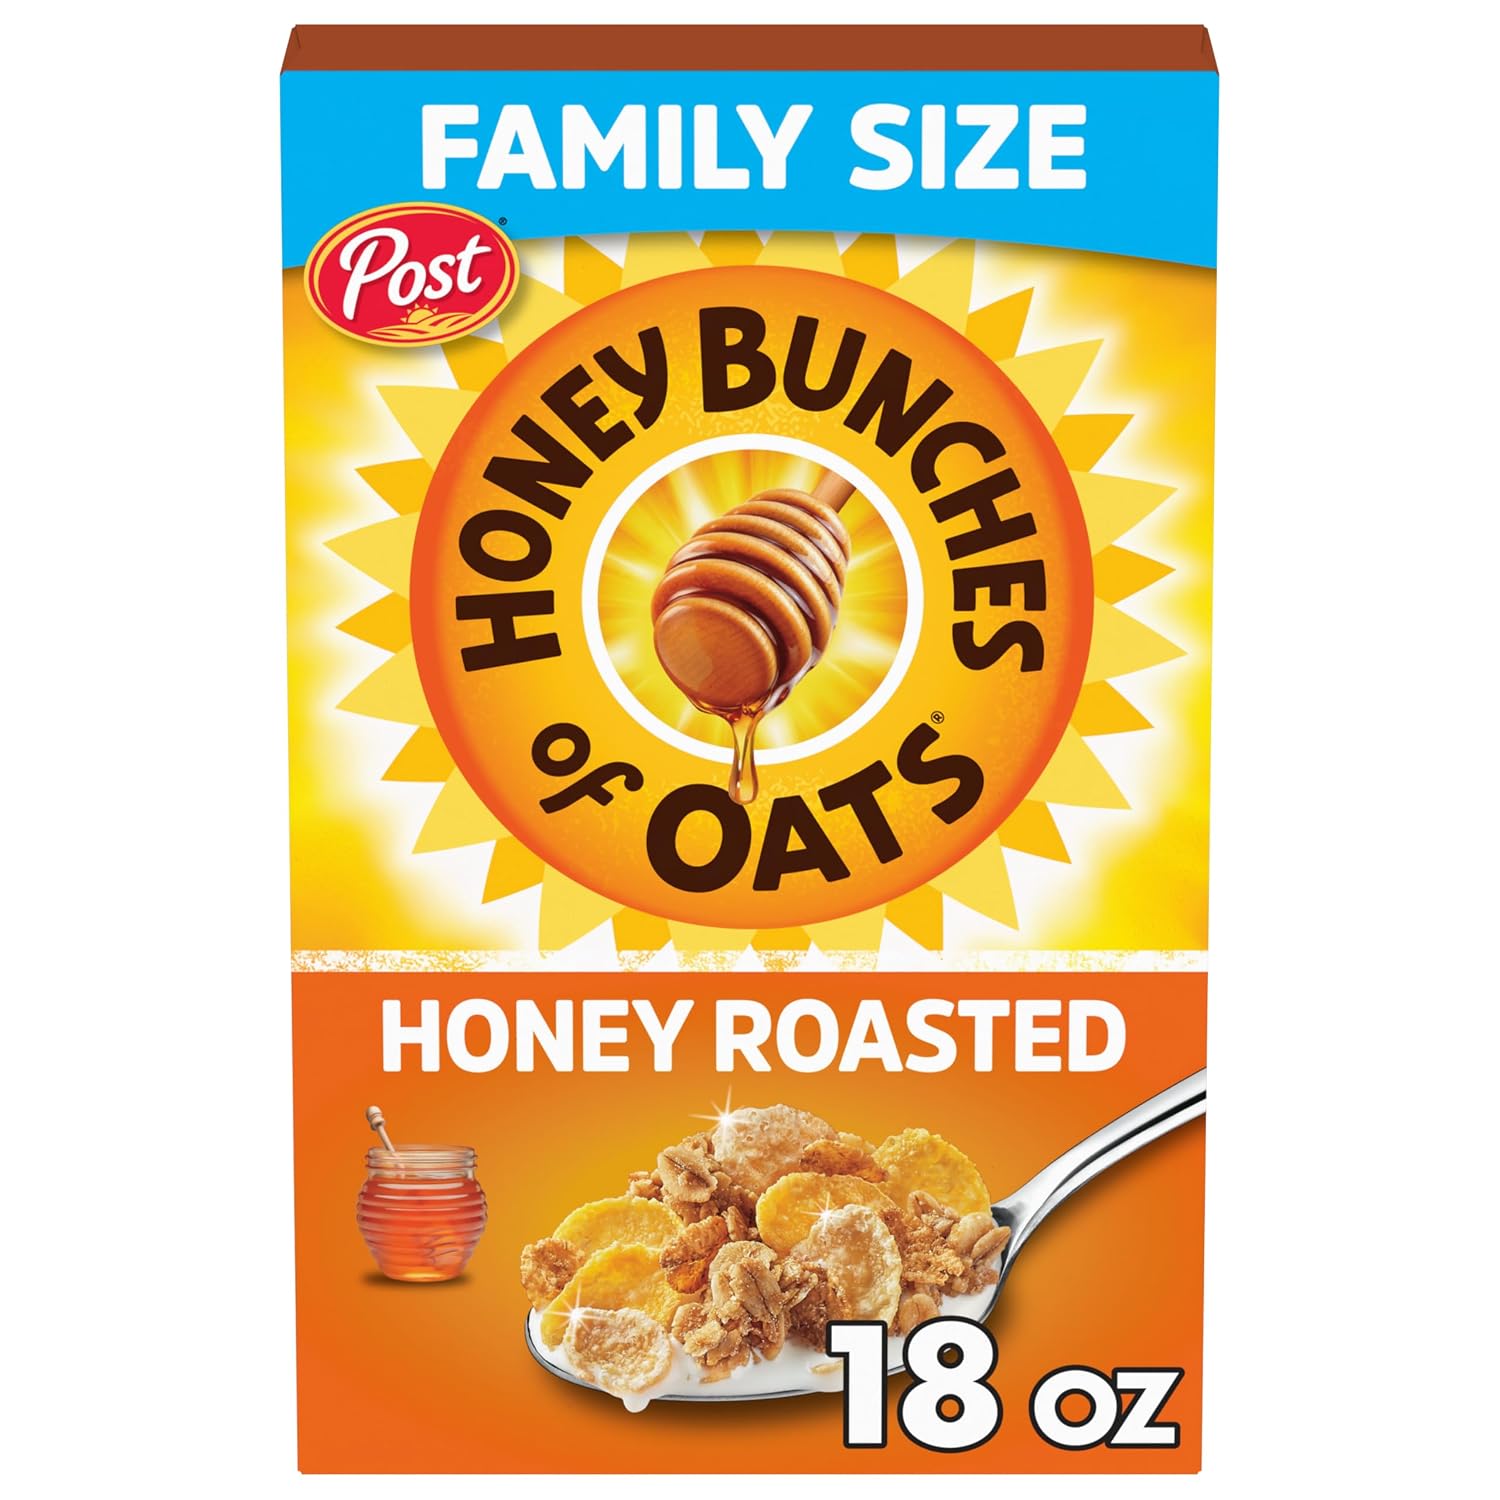 FAMILY SIZE
Post®
HONEY BUNCHES
of OATS®
HONEY ROASTED
18 OZ